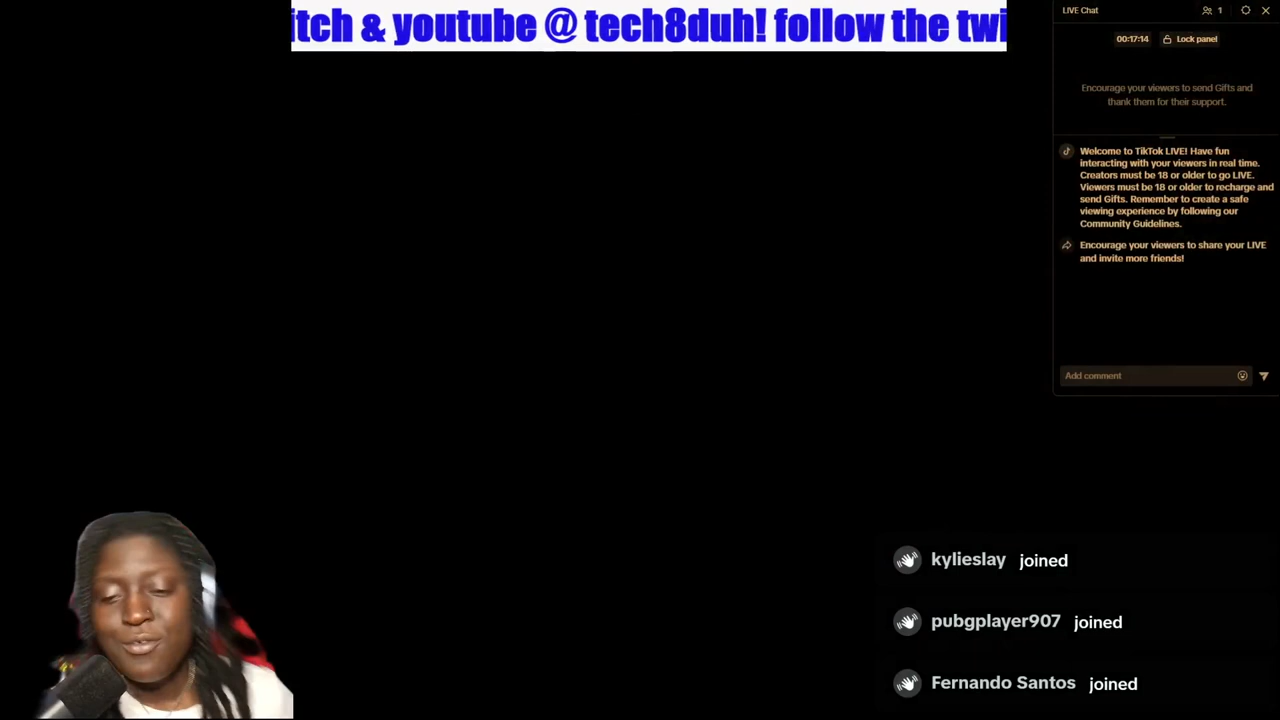 itch & youtube @ tech8duh! follow the twi
LIVE Chat
1
00:17:14
Lock panel
Encourage your viewers to send Gifts and
thank them for their support.
Welcome to TikTok LIVE! Have fun
interacting with your viewers in real time.
Creators must be 18 or older to go LIVE.
Viewers must be 18 or older to recharge and
send Gifts. Remember to create a safe
viewing experience by following our
Community Guidelines.
Encourage your viewers to share your LIVE
and invite more friends!
Add comment
kylieslay joined
pubgplayer907 joined
Fernando Santos joined